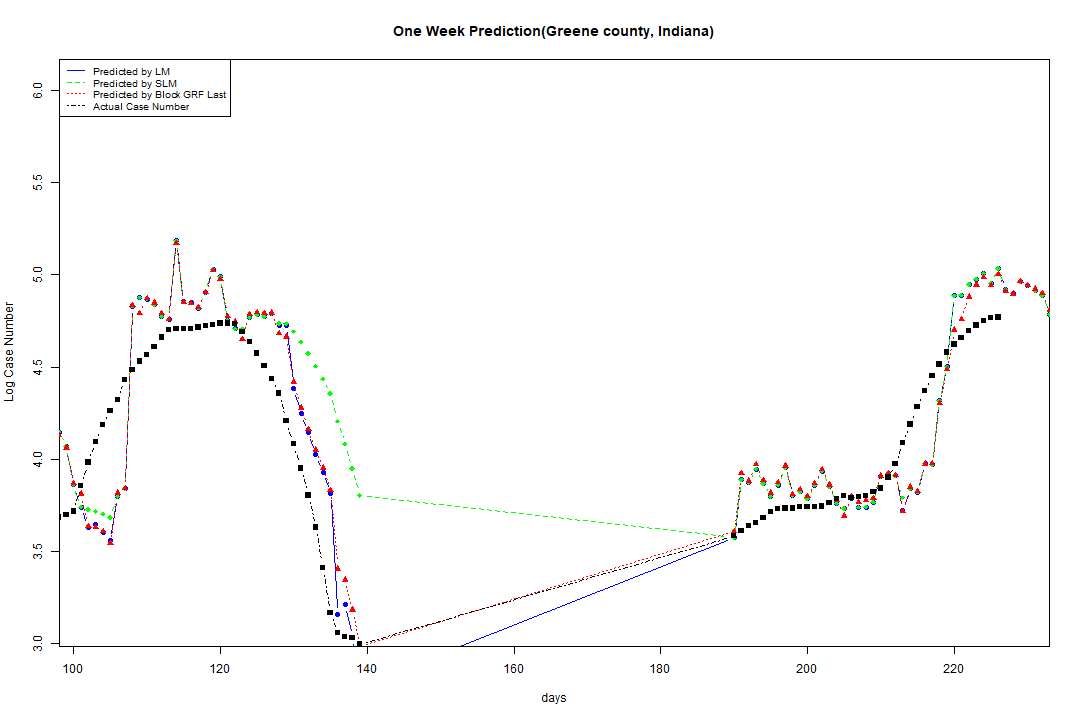 One Week Prediction(Greene county, Indiana)
Predicted by LM
Predicted by SLM
Predicted by Block GRF Last
Actual Case Number
6.0
5.5
5.0
4.5
4.0
3.5
3.0
Log Case Number
100 120 140 160 180 200 220
days